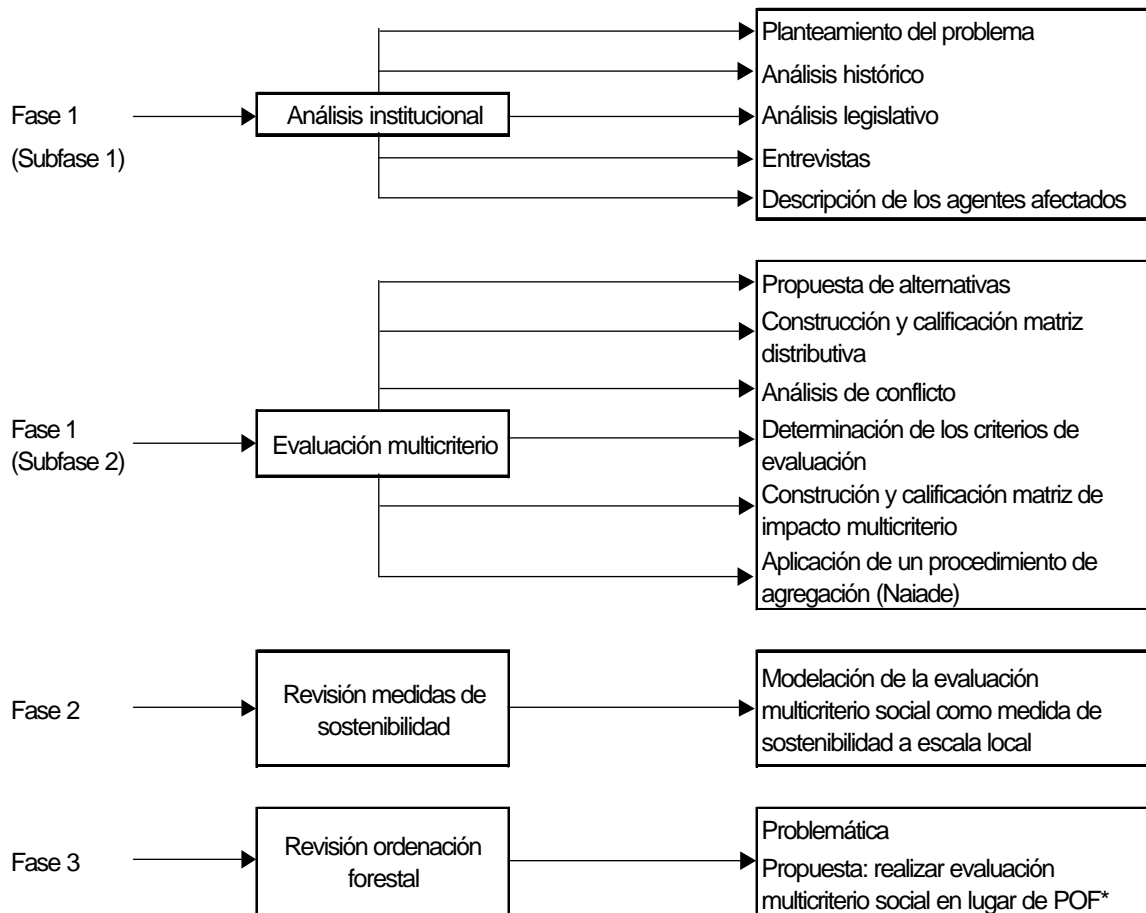 Fase 1
(Subfase 1)
Análisis institucional
Planteamiento del problema
Análisis histórico
Análisis legislativo
Entrevistas
Descripción de los agentes afectados
Fase 1
(Subfase 2)
Evaluación multicriterio
Propuesta de alternativas
Construcción y calificación matriz
distributiva
Análisis de conflicto
Determinación de los criterios de
evaluación
Construción y calificación matriz de
impacto multicriterio
Aplicación de un procedimiento de
agregación (Naiade)
Fase 2
Revisión medidas de
sostenibilidad
Modelación de la evaluación
multicriterio social como medida de
sostenibilidad a escala local
Fase 3
Revisión ordenación
forestal
Problemática
Propuesta: realizar evaluación
multicriterio social en lugar de POF*